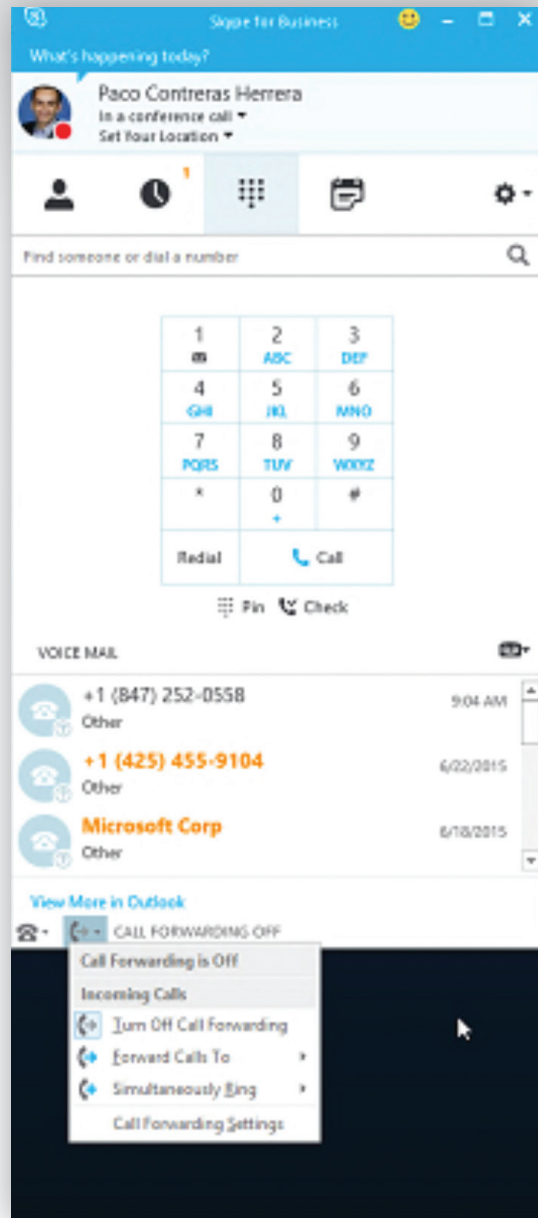 Skype for Business
What's happening today?
Paco Contreras Herrera
In a conference call
Set Your Location
1
Find someone or dial a number
1 2 3
ABC DEF
4 5 6
GHI JKL MNO
7 8 9
PQRS TUV WXYZ
* 0 #
+
Redial Call
Pin Check
VOICE MAIL
+1 (847) 252-0558 9:04 AM
Other
+1 (425) 455-9104 6/22/2015
Other
Microsoft Corp 6/18/2015
Other
View More in Outlook
CALL FORWARDING OFF
Call Forwarding is Off
Incoming Calls
Turn Off Call Forwarding
Forward Calls To
Simultaneously Ring
Call Forwarding Settings